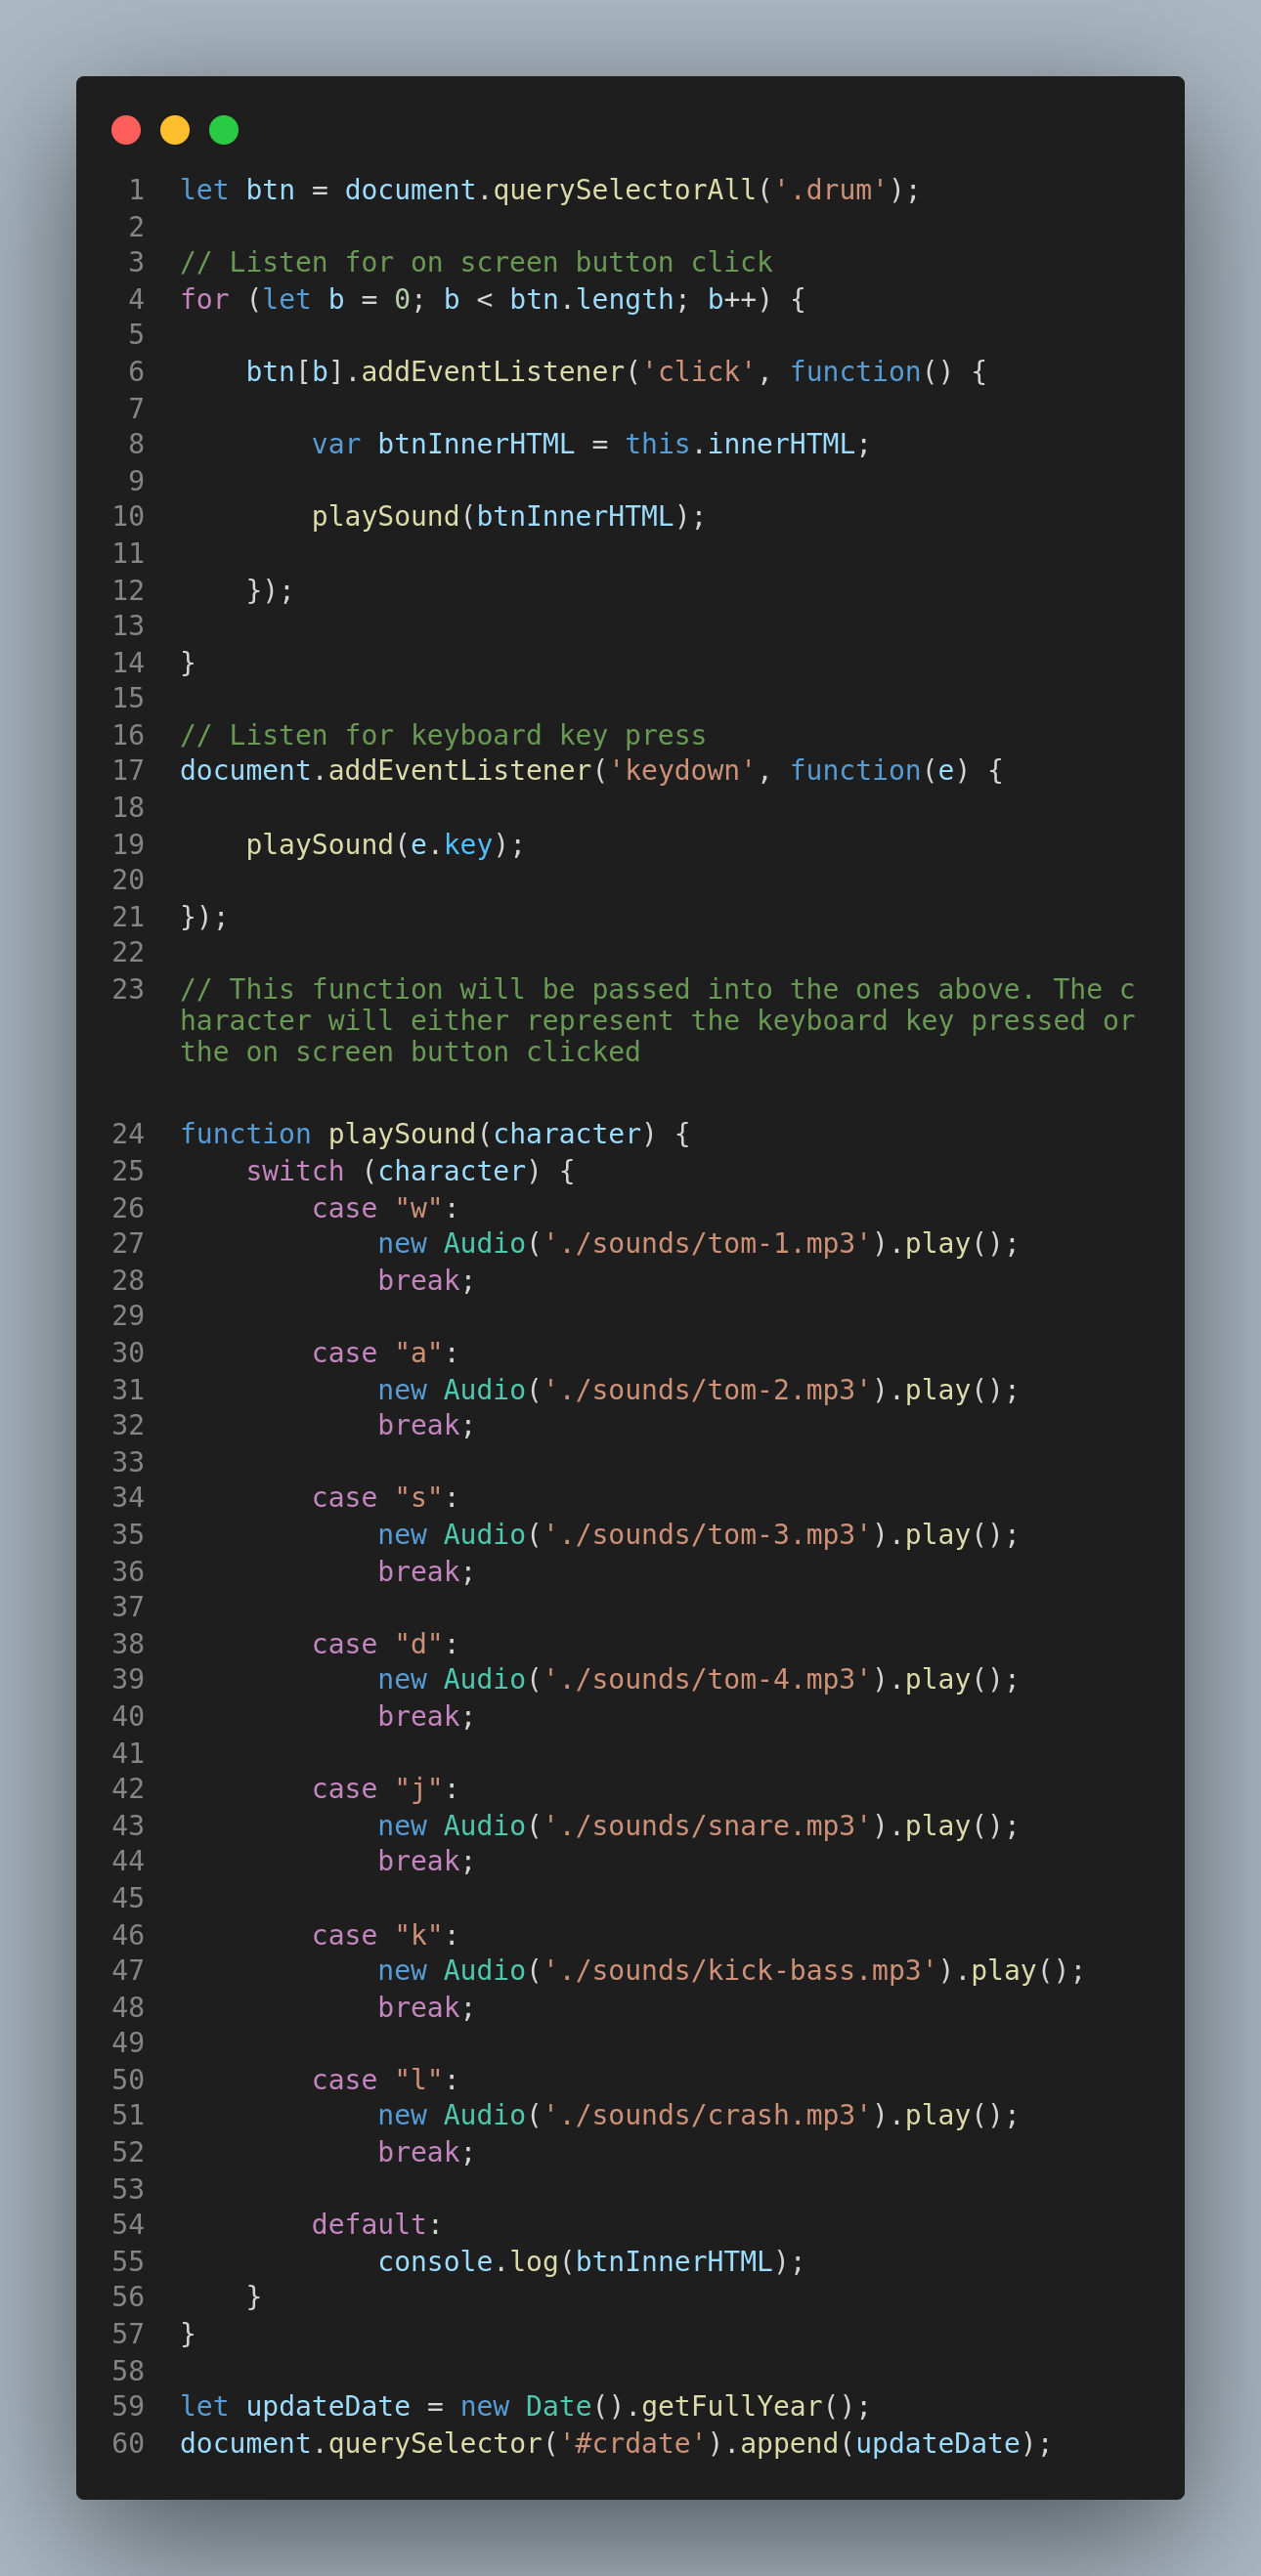 1 let btn = document.querySelectorAll('.drum');
2
3 // Listen for on screen button click
4 for (let b = 0; b < btn.length; b++) {
5
6     btn[b].addEventListener('click', function() {
7
8         var btnInnerHTML = this.innerHTML;
9
10         playSound(btnInnerHTML);
11
12     });
13
14 }
15
16 // Listen for keyboard key press
17 document.addEventListener('keydown', function(e) {
18
19     playSound(e.key);
20
21 });
22
23 // This function will be passed into the ones above. The c
haracter will either represent the keyboard key pressed or
the on screen button clicked
24 function playSound(character) {
25     switch (character) {
26         case "w":
27             new Audio('./sounds/tom-1.mp3').play();
28             break;
29
30         case "a":
31             new Audio('./sounds/tom-2.mp3').play();
32             break;
33
34         case "s":
35             new Audio('./sounds/tom-3.mp3').play();
36             break;
37
38         case "d":
39             new Audio('./sounds/tom-4.mp3').play();
40             break;
41
42         case "j":
43             new Audio('./sounds/snare.mp3').play();
44             break;
45
46         case "k":
47             new Audio('./sounds/kick-bass.mp3').play();
48             break;
49
50         case "l":
51             new Audio('./sounds/crash.mp3').play();
52             break;
53
54         default:
55             console.log(btnInnerHTML);
56     }
57 }
58
59 let updateDate = new Date().getFullYear();
60 document.querySelector('#crdate').append(updateDate);